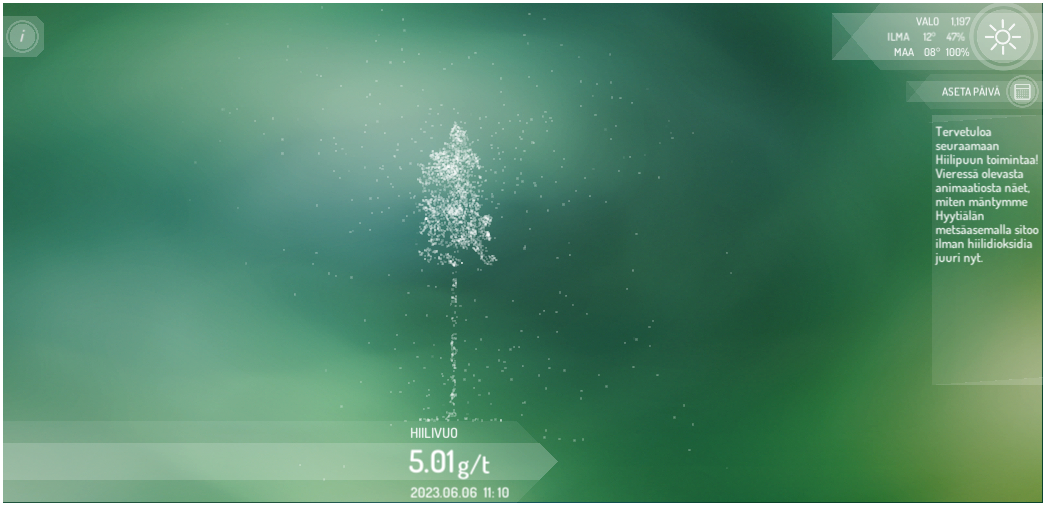 i
VALO 1,197
ILMA 12° 47%
MAA 08° 100%
ASETA PÄIVÄ
Tervetuloa
seuraamaan
Hiilipuun toimintaa!
Vieressä olevasta
animaatiosta näet,
miten mäntymme
Hyytiälän
metsäasemalla sitoo
ilman hiilidioksidia
juuri nyt.
HIILIVUO
5.01 g/t
2023.06.06 11:10